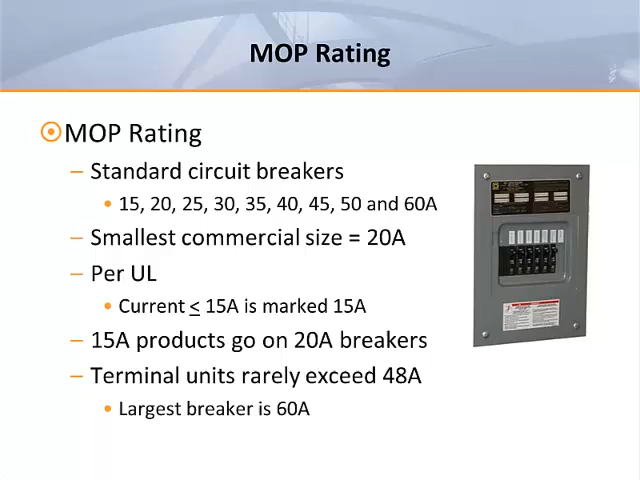 MOP Rating
MOP Rating
– Standard circuit breakers
• 15, 20, 25, 30, 35, 40, 45, 50 and 60A
– Smallest commercial size = 20A
– Per UL
• Current ≤ 15A is marked 15A
– 15A products go on 20A breakers
– Terminal units rarely exceed 48A
• Largest breaker is 60A